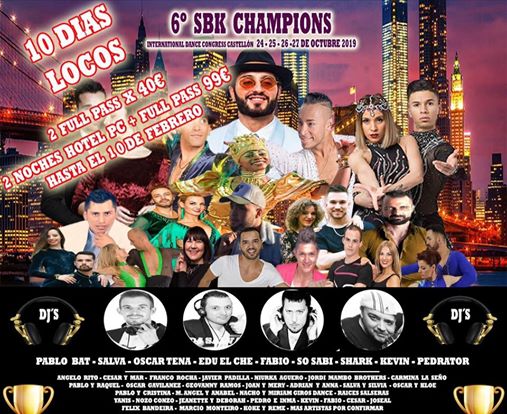 6º SBK CHAMPIONS
INTERNATIONAL DANCE CONGRESS CASTELLÓN 24 - 25 - 26 -27 DE OCTUBRE 2019
10 DIAS
LOCOS
2 FULL PASS X 40€
2 NOCHES HOTEL PC + FULL PASS 99€
HASTA EL 10 DE FEBRERO
DJ´S
DJ´S
PABLO BAT - SALVA - OSCAR TENA - EDU EL CHE - FABIO - SO SABI - SHARK - KEVIN - PEDRATOR
ANGELO RITO - CESAR Y MAR - FRANCO ROCHA - JAVIER PADILLA - NIURKA AGUERO - JORDI MAMBO BROTHERS - CARMINA LA SEÑO
PABLO Y RAQUEL - OSCAR GAVILANEZ - GEOVANNY RAMOS - JOAN Y MERY - ADRIAN Y ANNA - SALVA Y SILVIA - OSCAR Y KLOE
PABLO Y CRISTINA - M. ANGEL Y ANABEL - NACHO Y MIRIAM GIROS DANCE - RAICES SALSERAS
YANIS - NOZO CONZO - JEANETTE Y DEBORAH - PEDRO E INMA - KEVIN - FABIO - CESAR - JOSEAL
FELIX BANDEIRA - MARCIO MONTEIRO - KOKE Y REME - MAS ARTISTAS POR CONFIRMAR